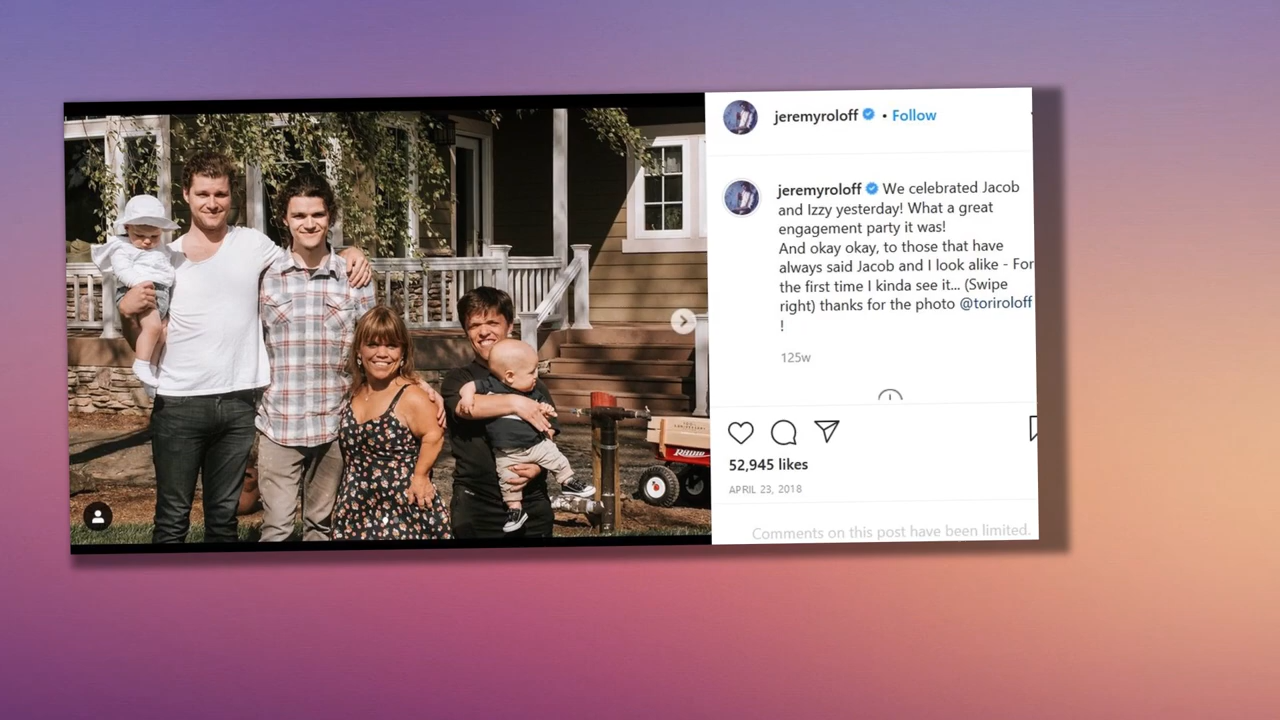 jeremyroloff • Follow
jeremyroloff We celebrated Jacob
and Izzy yesterday! What a great
engagement party it was!
And okay okay, to those that have
always said Jacob and I look alike - For
the first time I kinda see it... (Swipe
right) thanks for the photo @toriroloff
!
125w
52,945 likes
APRIL 23, 2018
Comments on this post have been limited.